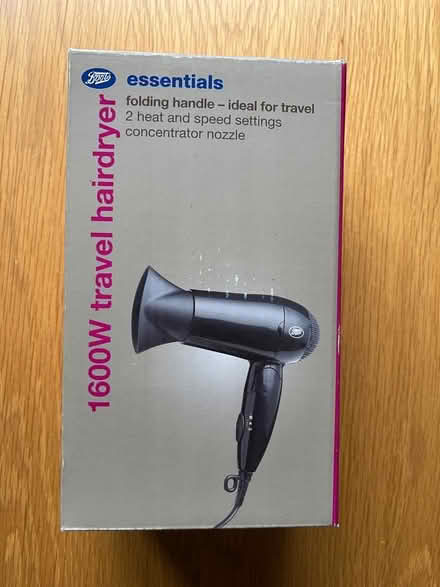 Boots essentials
folding handle – ideal for travel
2 heat and speed settings
concentrator nozzle
1600W travel hairdryer
Boots